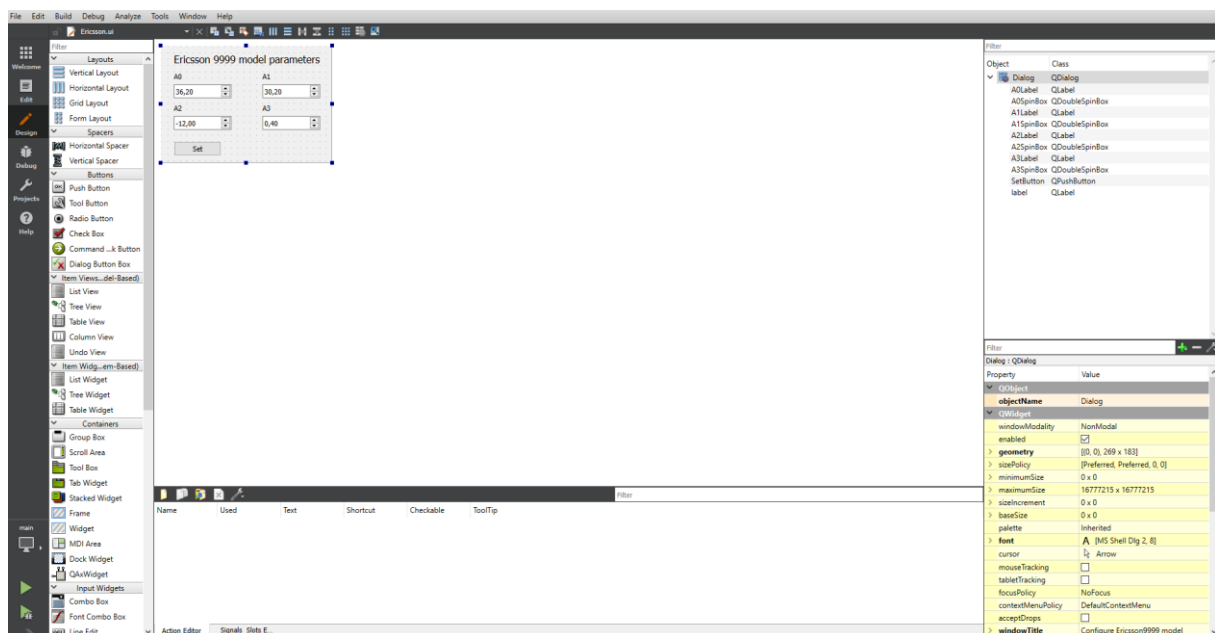 File Edit Build Debug Analyze Tools Window Help
Ericsson.ui
Welcome
Edit
Design
Debug
Projects
Help
main
Filter
Layouts
Vertical Layout
Horizontal Layout
Grid Layout
Form Layout
Spacers
Horizontal Spacer
Vertical Spacer
Buttons
Push Button
Tool Button
Radio Button
Check Box
Command ...k Button
Dialog Button Box
Item Views...del-Based)
List View
Tree View
Table View
Column View
Undo View
Item Widg...em-Based)
List Widget
Tree Widget
Table Widget
Containers
Group Box
Scroll Area
Tool Box
Tab Widget
Stacked Widget
Frame
Widget
MDI Area
Dock Widget
QAxWidget
Input Widgets
Combo Box
Font Combo Box
Line Edit
Ericsson 9999 model parameters
A0 A1
36,20 30,20
A2 A3
-12,00 0,40
Set
Filter
Name Used Text Shortcut Checkable ToolTip
Action Editor Signals Slots E...
Filter
Object Class
Dialog QDialog
A0Label QLabel
A0SpinBox QDoubleSpinBox
A1Label QLabel
A1SpinBox QDoubleSpinBox
A2Label QLabel
A2SpinBox QDoubleSpinBox
A3Label QLabel
A3SpinBox QDoubleSpinBox
SetButton QPushButton
label QLabel
Filter
Dialog : QDialog
Property Value
QObject
objectName Dialog
QWidget
windowModality NonModal
enabled
geometry [(0, 0), 269 x 183]
sizePolicy [Preferred, Preferred, 0, 0]
minimumSize 0 x 0
maximumSize 16777215 x 16777215
sizeIncrement 0 x 0
baseSize 0 x 0
palette Inherited
font A [MS Shell Dlg 2, 8]
cursor Arrow
mouseTracking
tabletTracking
focusPolicy NoFocus
contextMenuPolicy DefaultContextMenu
acceptDrops
windowTitle Configure Ericsson9999 model